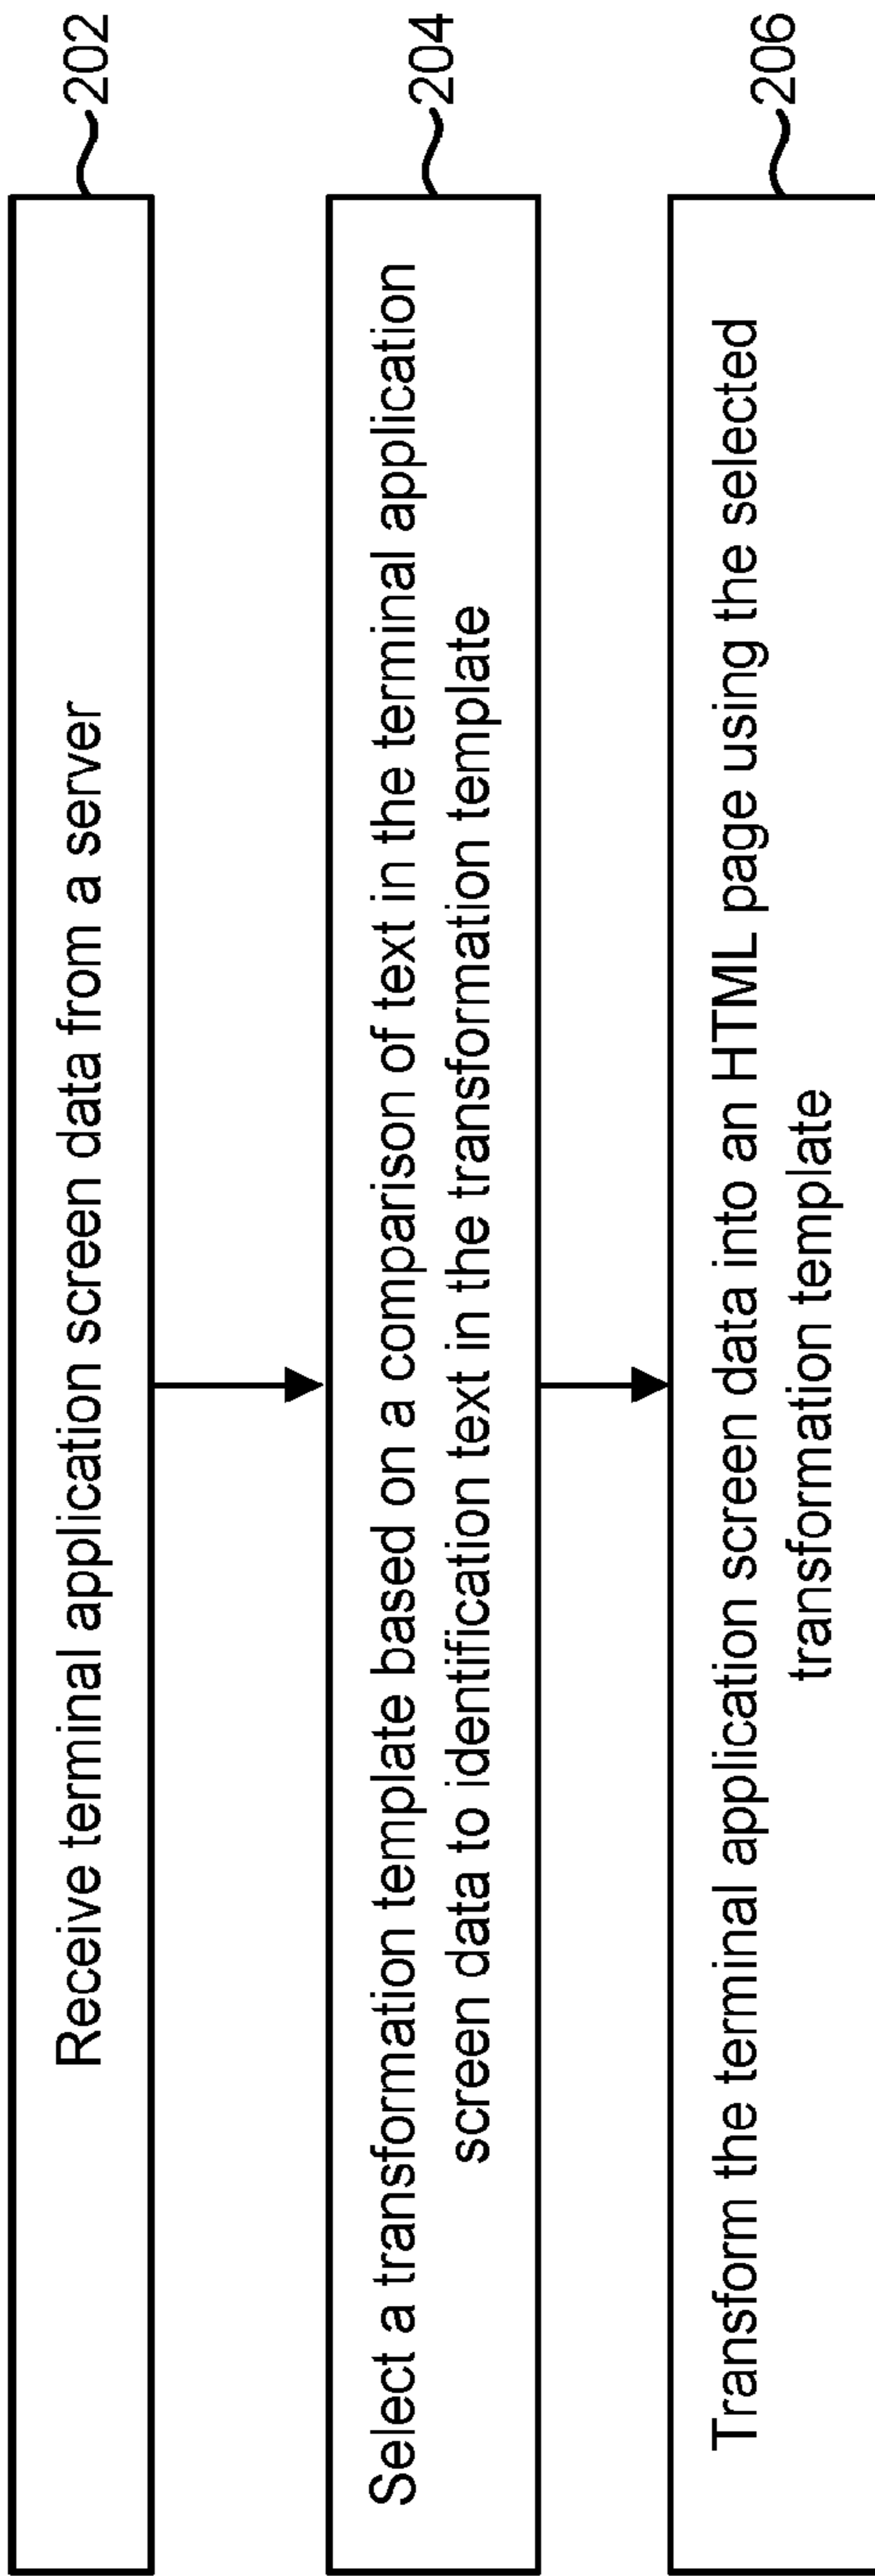 Receive terminal application screen data from a server
202
Select a transformation template based on a comparison of text in the terminal application
screen data to identification text in the transformation template
204
Transform the terminal application screen data into an HTML page using the selected
transformation template
206